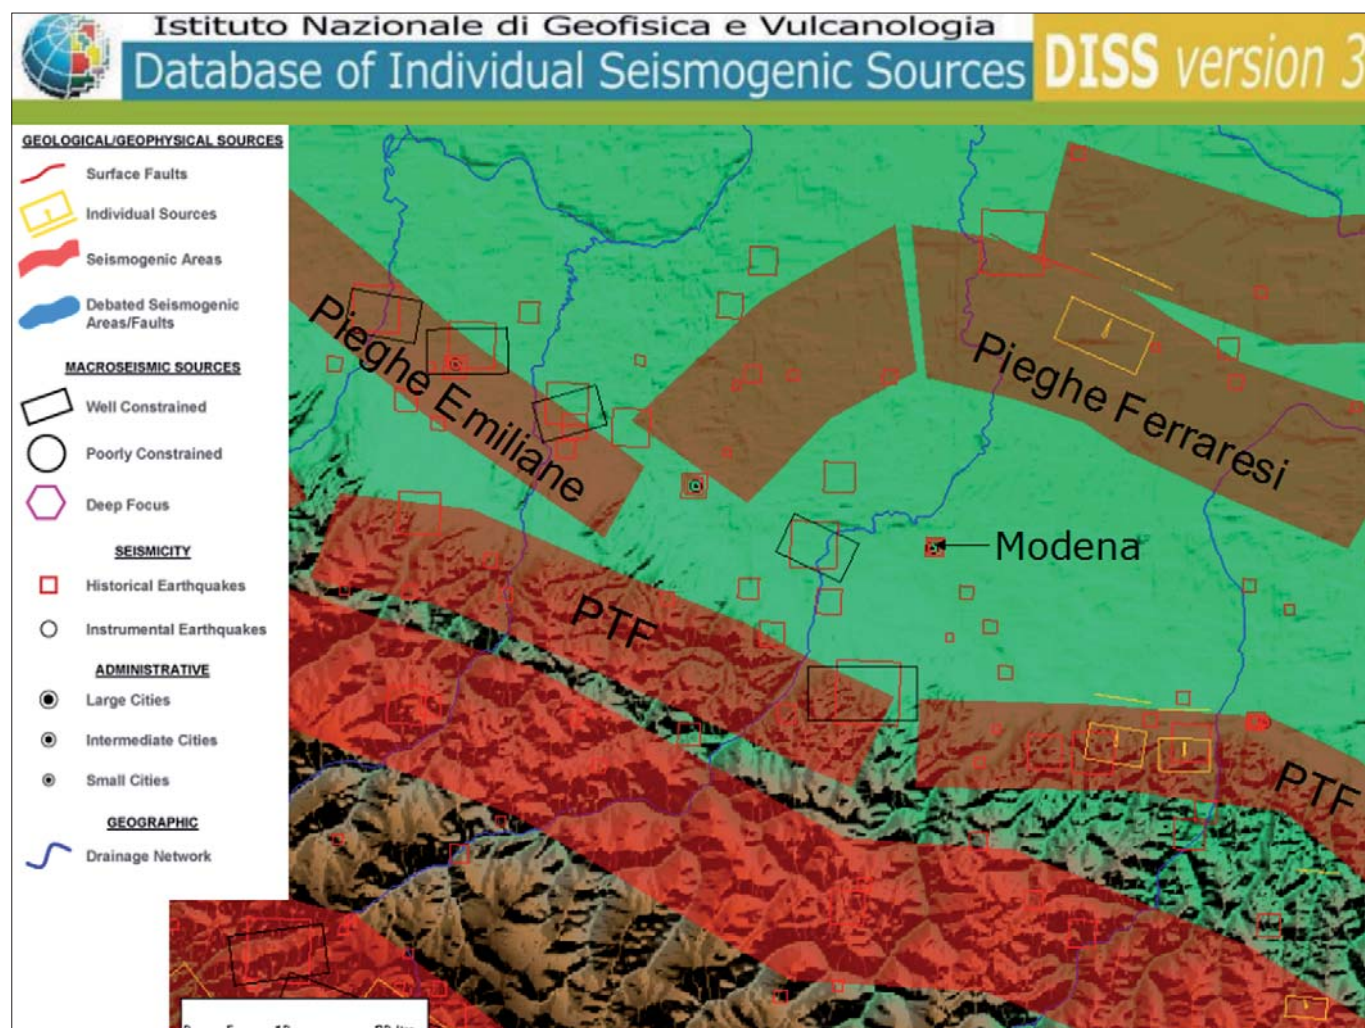 Istituto Nazionale di Geofisica e Vulcanologia
Database of Individual Seismogenic Sources
DISS version 3
GEOLOGICAL/GEOPHYSICAL SOURCES
Surface Faults
Individual Sources
Seismogenic Areas
Debated Seismogenic
Areas/Faults
MACROSEISMIC SOURCES
Well Constrained
Poorly Constrained
Deep Focus
SEISMICITY
Historical Earthquakes
Instrumental Earthquakes
ADMINISTRATIVE
Large Cities
Intermediate Cities
Small Cities
GEOGRAPHIC
Drainage Network
Pieghe Emiliane
Pieghe Ferraresi
Modena
PTF
PTF